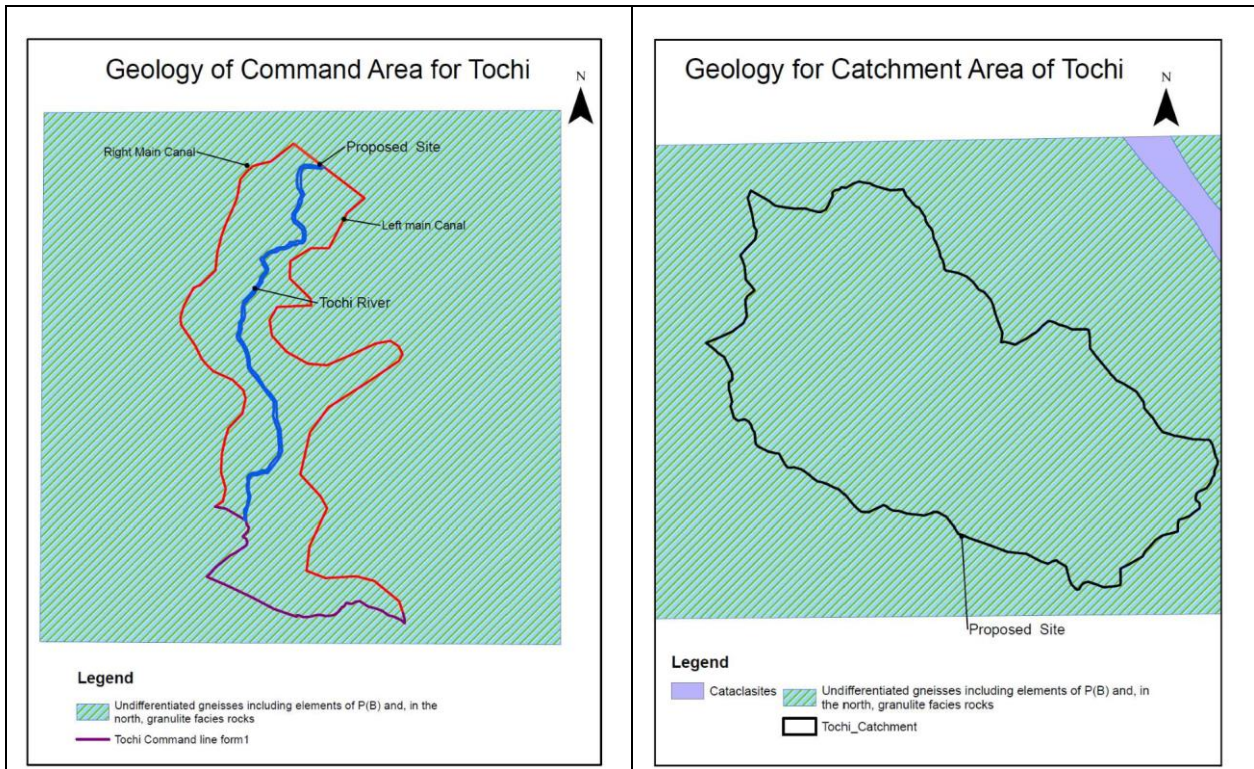 Geology of Command Area for Tochi
N
Right Main Canal
Proposed Site
Left main Canal
Tochi River
Legend
Undifferentiated gneisses including elements of P(B) and, in the
north, granulite facies rocks
Tochi Command line form1
Geology for Catchment Area of Tochi
N
Proposed Site
Legend
Cataclasites
Undifferentiated gneisses including elements of P(B) and, in
the north, granulite facies rocks
Tochi_Catchment